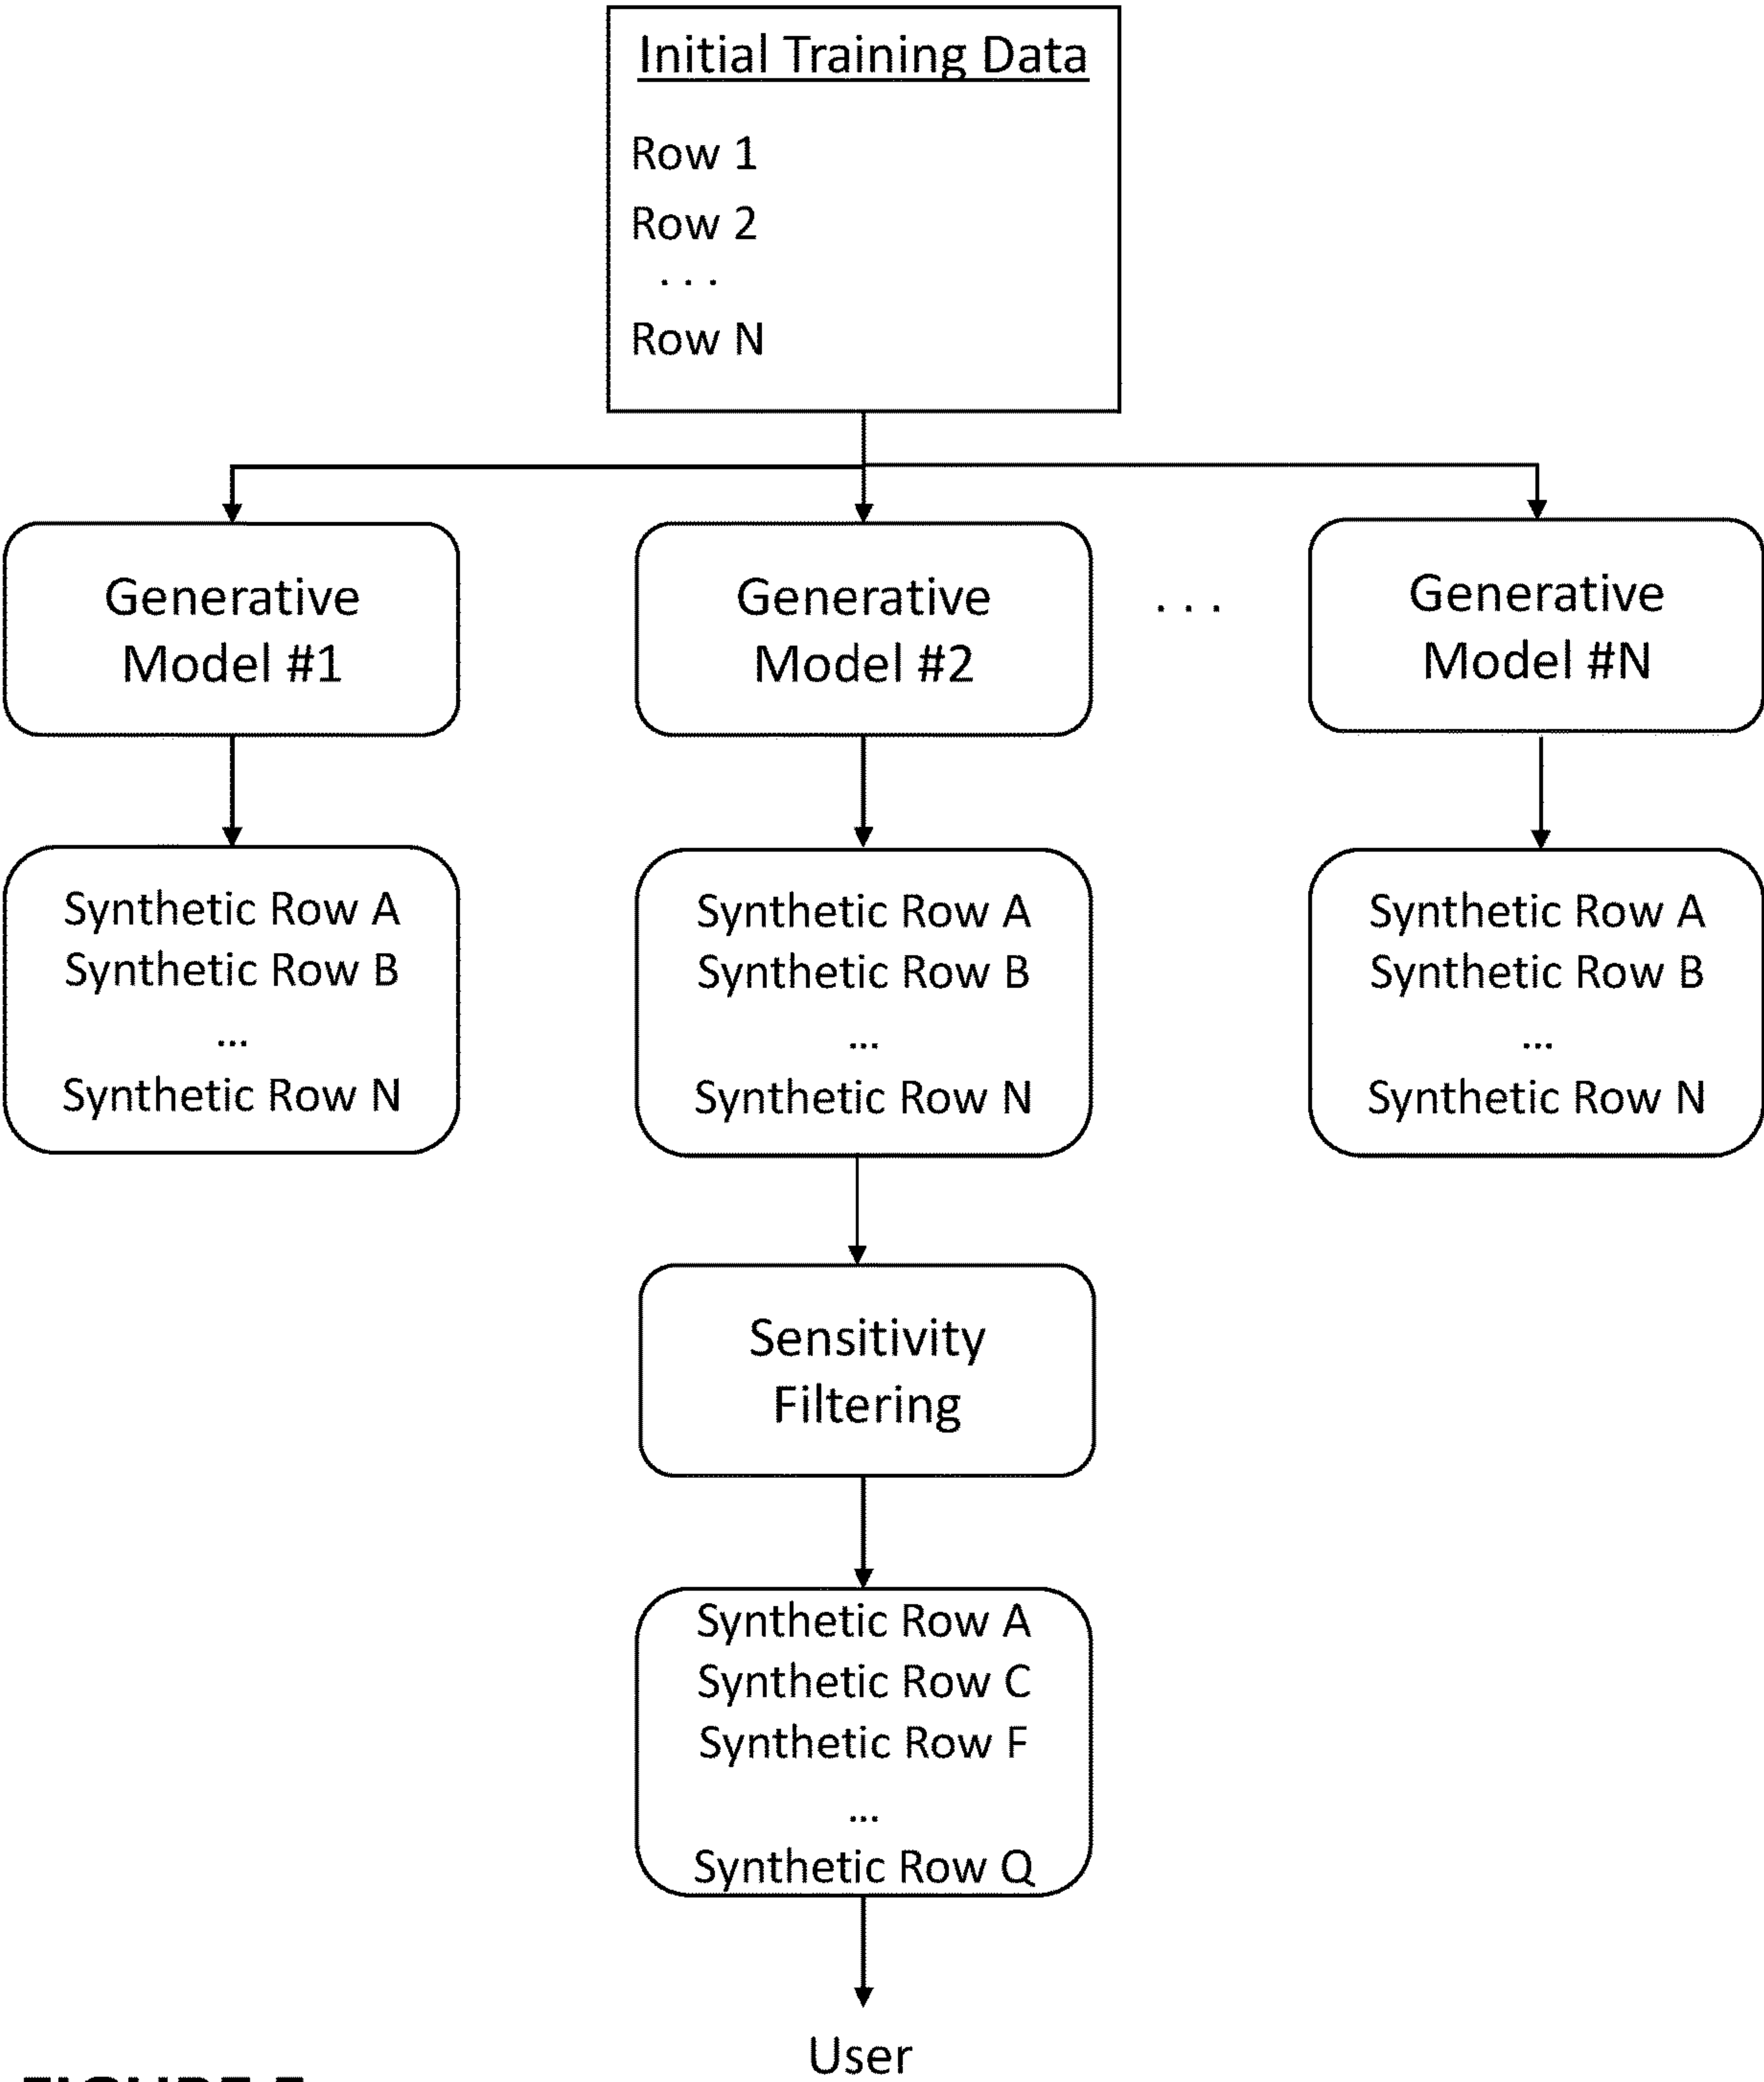 Initial Training Data
Row 1
Row 2
. . .
Row N
Generative
Model #1
Generative
Model #2
. . .
Generative
Model #N
Synthetic Row A
Synthetic Row B
...
Synthetic Row N
Synthetic Row A
Synthetic Row B
...
Synthetic Row N
Synthetic Row A
Synthetic Row B
...
Synthetic Row N
Sensitivity
Filtering
Synthetic Row A
Synthetic Row C
Synthetic Row F
...
Synthetic Row Q
User